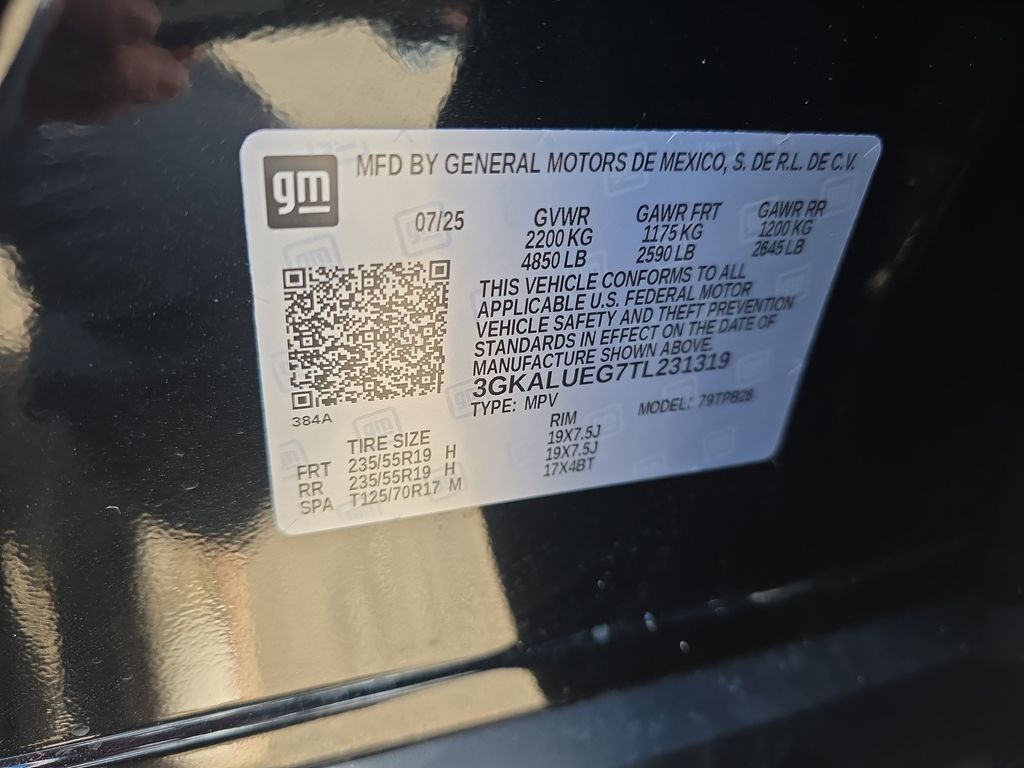 gm
MFD BY GENERAL MOTORS DE MEXICO, S. DE R.L. DE C.V.
07/25 GVWR GAWR FRT GAWR RR
2200 KG 1175 KG 1200 KG
4850 LB 2590 LB 2645 LB
THIS VEHICLE CONFORMS TO ALL
APPLICABLE U.S. FEDERAL MOTOR
VEHICLE SAFETY AND THEFT PREVENTION
STANDARDS IN EFFECT ON THE DATE OF
MANUFACTURE SHOWN ABOVE.
3GKALUEG7TL231319
TYPE: MPV MODEL: 79TPB26
384A
TIRE SIZE RIM
FRT 235/55R19 H 19X7.5J
RR 235/55R19 H 19X7.5J
SPA T125/70R17 M 17X4BT